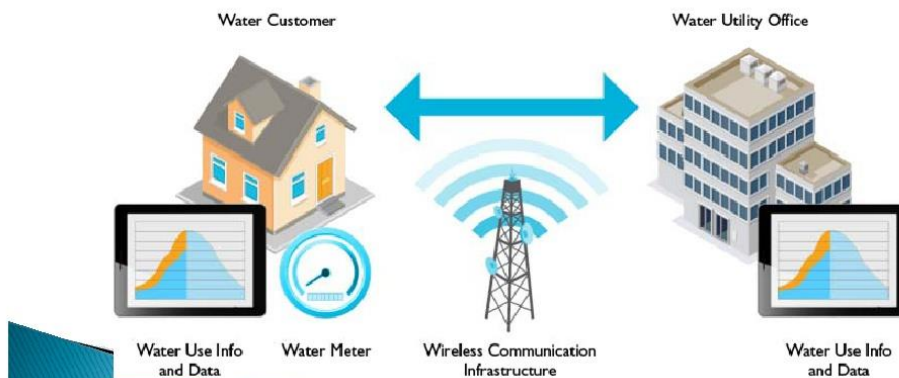 Water Customer
Water Utility Office
Water Use Info
and Data
Water Meter
Wireless Communication
Infrastructure
Water Use Info
and Data